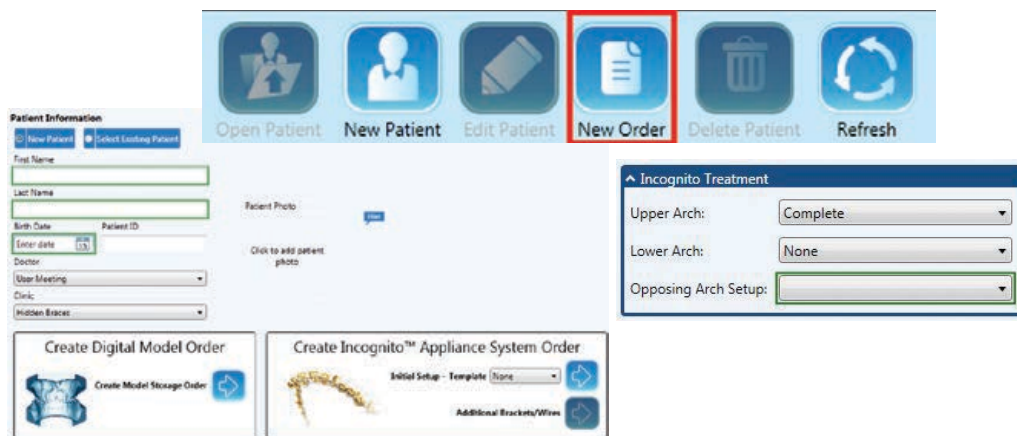 Open Patient New Patient Edit Patient New Order Delete Patient Refresh
Patient Information
New Patient Select Existing Patient
First Name
Last Name
Birth Date Patient ID
Enter date 15
Doctor
User Meeting
Clinic
Hidden Braces
Patient Photo
Click to add patient
photo
Incognito Treatment
Upper Arch: Complete
Lower Arch: None
Opposing Arch Setup:
Create Digital Model Order
Create Model Storage Order
Create Incognito™ Appliance System Order
Initial Setup - Template None
Additional Brackets/Wires